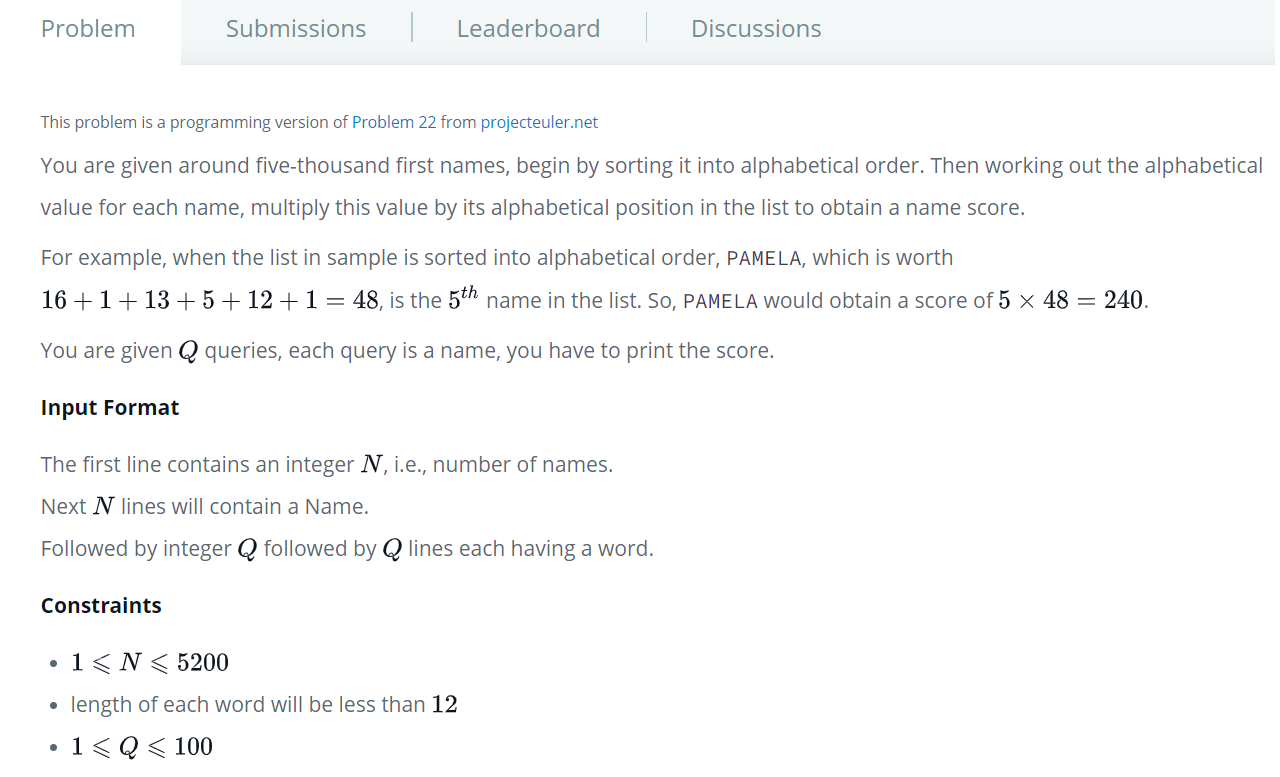 Problem Submissions Leaderboard Discussions
This problem is a programming version of Problem 22 from projecteuler.net
You are given around five-thousand first names, begin by sorting it into alphabetical order. Then working out the alphabetical
value for each name, multiply this value by its alphabetical position in the list to obtain a name score.
For example, when the list in sample is sorted into alphabetical order, PAMELA, which is worth
16 + 1 + 13 + 5 + 12 + 1 = 48, is the 5th name in the list. So, PAMELA would obtain a score of 5 × 48 = 240.
You are given Q queries, each query is a name, you have to print the score.
Input Format
The first line contains an integer N, i.e., number of names.
Next N lines will contain a Name.
Followed by integer Q followed by Q lines each having a word.
Constraints
• 1 ⩽ N ⩽ 5200
• length of each word will be less than 12
• 1 ⩽ Q ⩽ 100